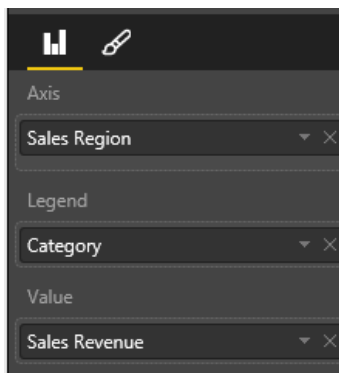 Axis
Sales Region
Legend
Category
Value
Sales Revenue